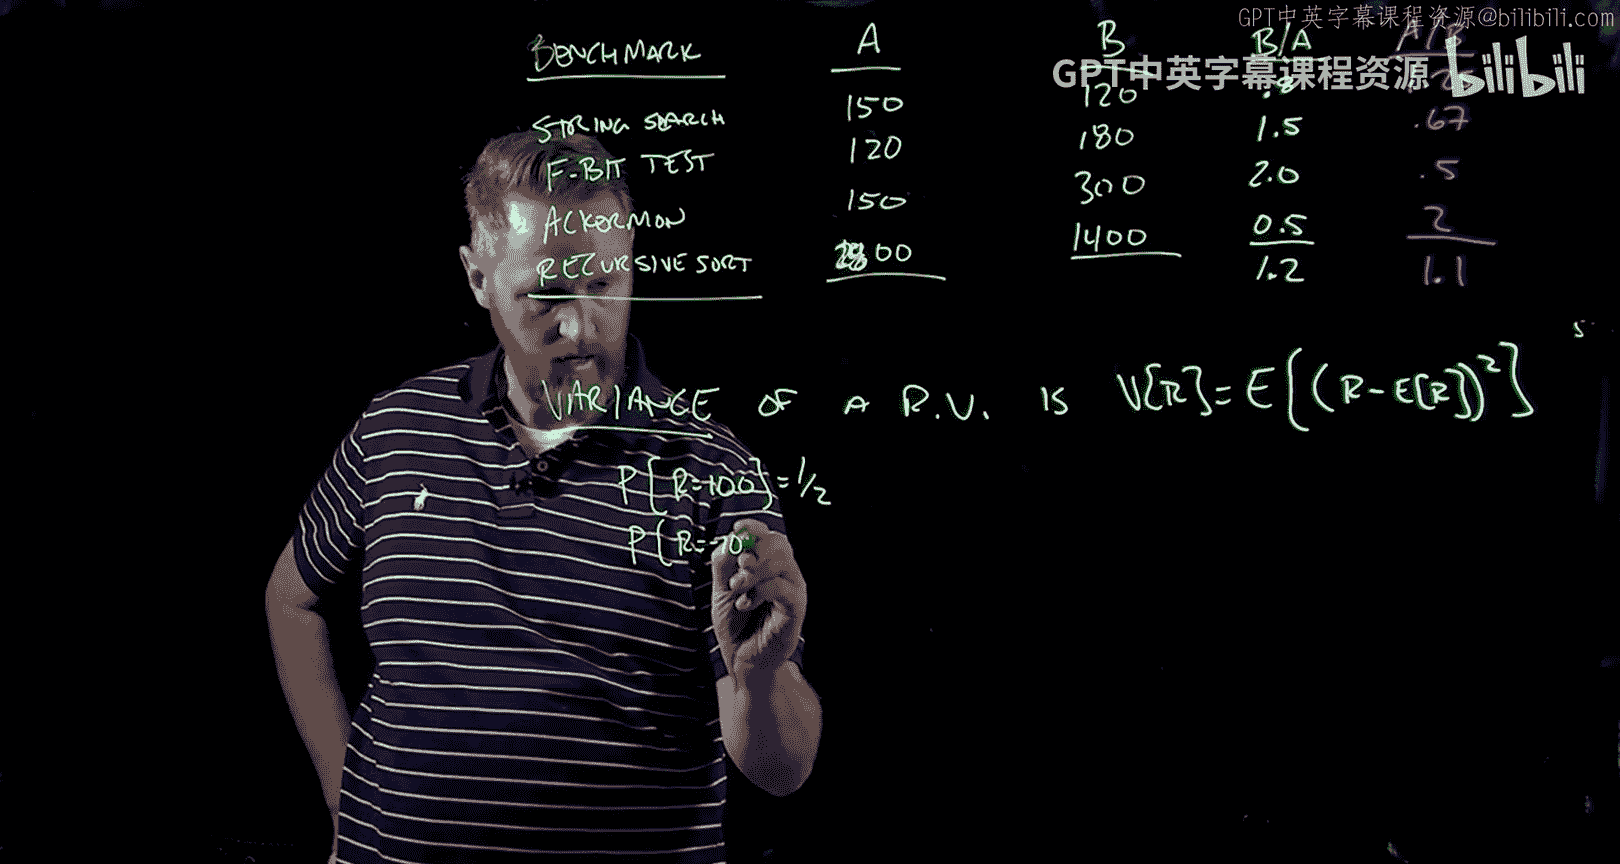 GPT中英字幕课程资源@bilibili.com
GPT中英字幕课程资源 bilibili
BENCHMARK A B B/A A/B
STRING SEARCH 150 120 .8
F-BIT TEST 120 180 1.5 .67
ACKERMON 150 300 2.0 .5
RECURSIVE SORT 00 1400 0.5 2
1.2 1.1
VARIANCE OF A R.V. IS V[R]=E[(R-E[R])²]
P[R=100]=1/2
P[R=-10